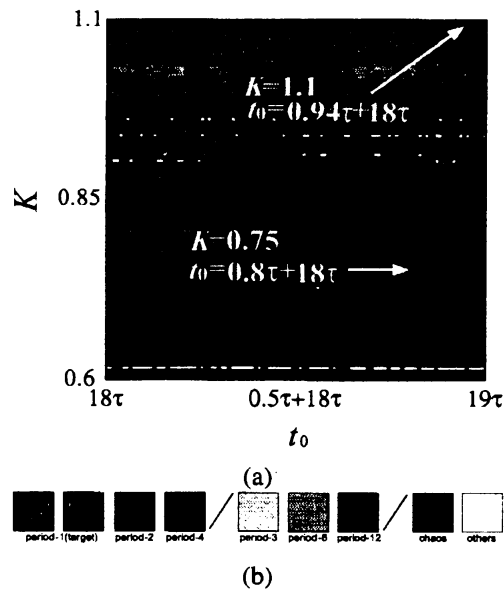 1.1
K=1.1
t₀=0.94τ+18τ
K
0.85
K=0.75
t₀=0.8τ+18τ
0.6
18τ
0.5τ+18τ
19τ
t₀
(a)
period-1(target) period-2 period-4 period-3 period-6 period-12 chaos others
(b)